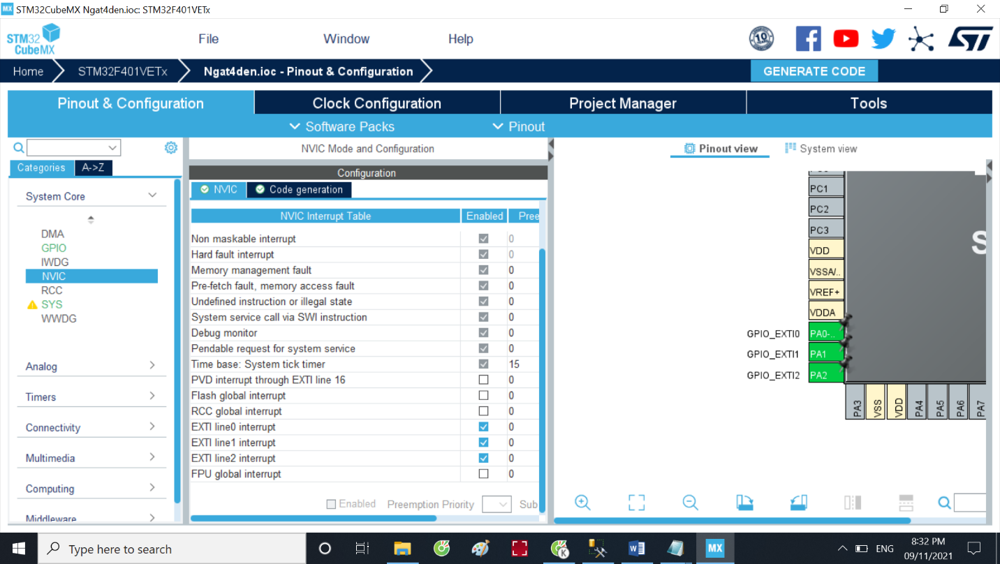 STM32CubeMX Ngat4den.ioc: STM32F401VETx
STM32
CubeMX
File
Window
Help
10
Home
STM32F401VETx
Ngat4den.ioc - Pinout & Configuration
GENERATE CODE
Pinout & Configuration
Clock Configuration
Project Manager
Tools
Software Packs
Pinout
Categories
A->Z
System Core
DMA
GPIO
IWDG
NVIC
RCC
SYS
WWDG
Analog
Timers
Connectivity
Multimedia
Computing
Middleware
NVIC Mode and Configuration
Configuration
NVIC
Code generation
NVIC Interrupt Table Enabled Pree
Non maskable interrupt 0
Hard fault interrupt 0
Memory management fault 0
Pre-fetch fault, memory access fault 0
Undefined instruction or illegal state 0
System service call via SWI instruction 0
Debug monitor 0
Pendable request for system service 0
Time base: System tick timer 15
PVD interrupt through EXTI line 16 0
Flash global interrupt 0
RCC global interrupt 0
EXTI line0 interrupt 0
EXTI line1 interrupt 0
EXTI line2 interrupt 0
FPU global interrupt 0
Enabled Preemption Priority Sub
Pinout view
System view
PC1
PC2
PC3
VDD
VSSA/..
VREF+
VDDA
GPIO_EXTI0 PA0-..
GPIO_EXTI1 PA1
GPIO_EXTI2 PA2
S
PA3
VSS
VDD
PA4
PA5
PA6
PA7
Type here to search
MX
ENG
8:32 PM
09/11/2021